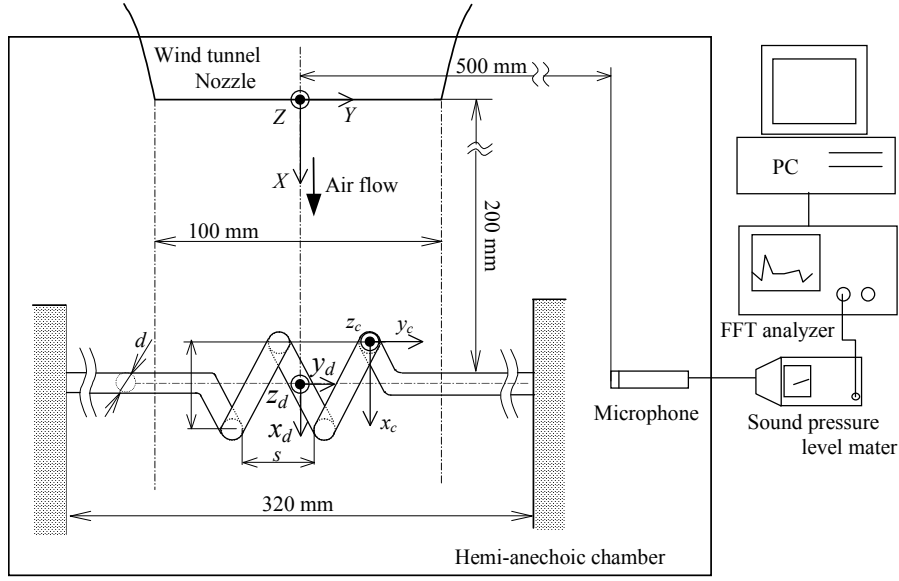 Wind tunnel
Nozzle
500 mm
Z
Y
X
Air flow
PC
200 mm
100 mm
FFT analyzer
d
z_c
y_c
y_d
z_d
x_d
x_c
s
Microphone
Sound pressure
level mater
320 mm
Hemi-anechoic chamber